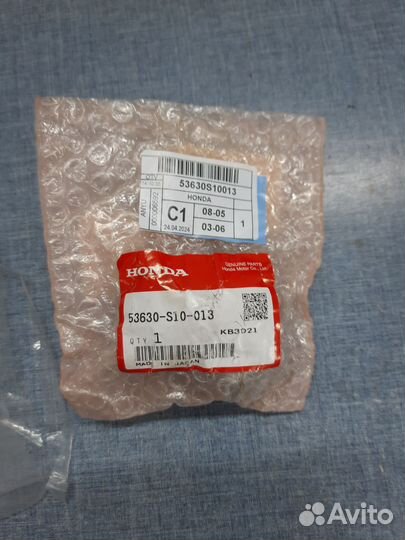 QTY
53630S10013
HONDA
C1
08-05
03-06
1
24.04.2024
HONDA
GENUINE PARTS
Honda Motor Co., Ltd.
53630-S10-013
QTY 1
KB3021
MADE IN JAPAN
Avito